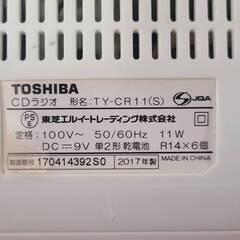 TOSHIBA
CDラジオ 形名:TY-CR11(S)
JQA
PS
E
東芝エルイートレーディング株式会社
定格:100V~ 50/60Hz 11W
DC⎓9V 単2形 乾電池 R14×6個
製造番号 170414392S0 2017年製
MADE IN CHINA